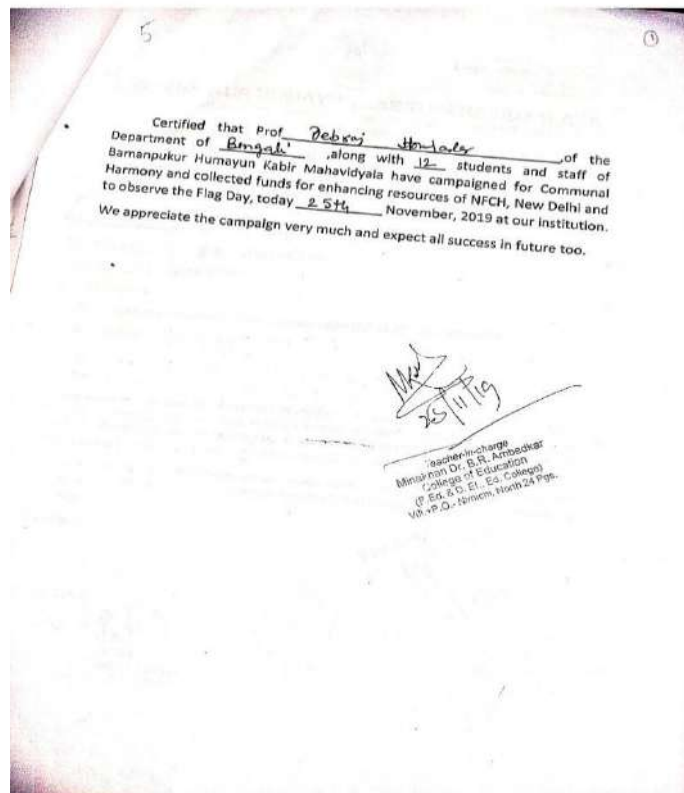 5
1
Certified that Prof Debraj ,of the
Department of Bengali ,along with 12 students and staff of
Bamanpukur Humayun Kabir Mahavidyala have campaigned for Communal
Harmony and collected funds for enhancing resources of NFCH, New Delhi and
to observe the Flag Day, today 25th November, 2019 at our institution.
We appreciate the campaign very much and expect all success in future too.
25/11/19
Teacher-in-charge
Minakhan Dr. B.R. Ambedkar
College of Education
(B.Ed. & D. El. Ed. College)
Vill.+P.O.- Nimichi, North 24 Pgs.